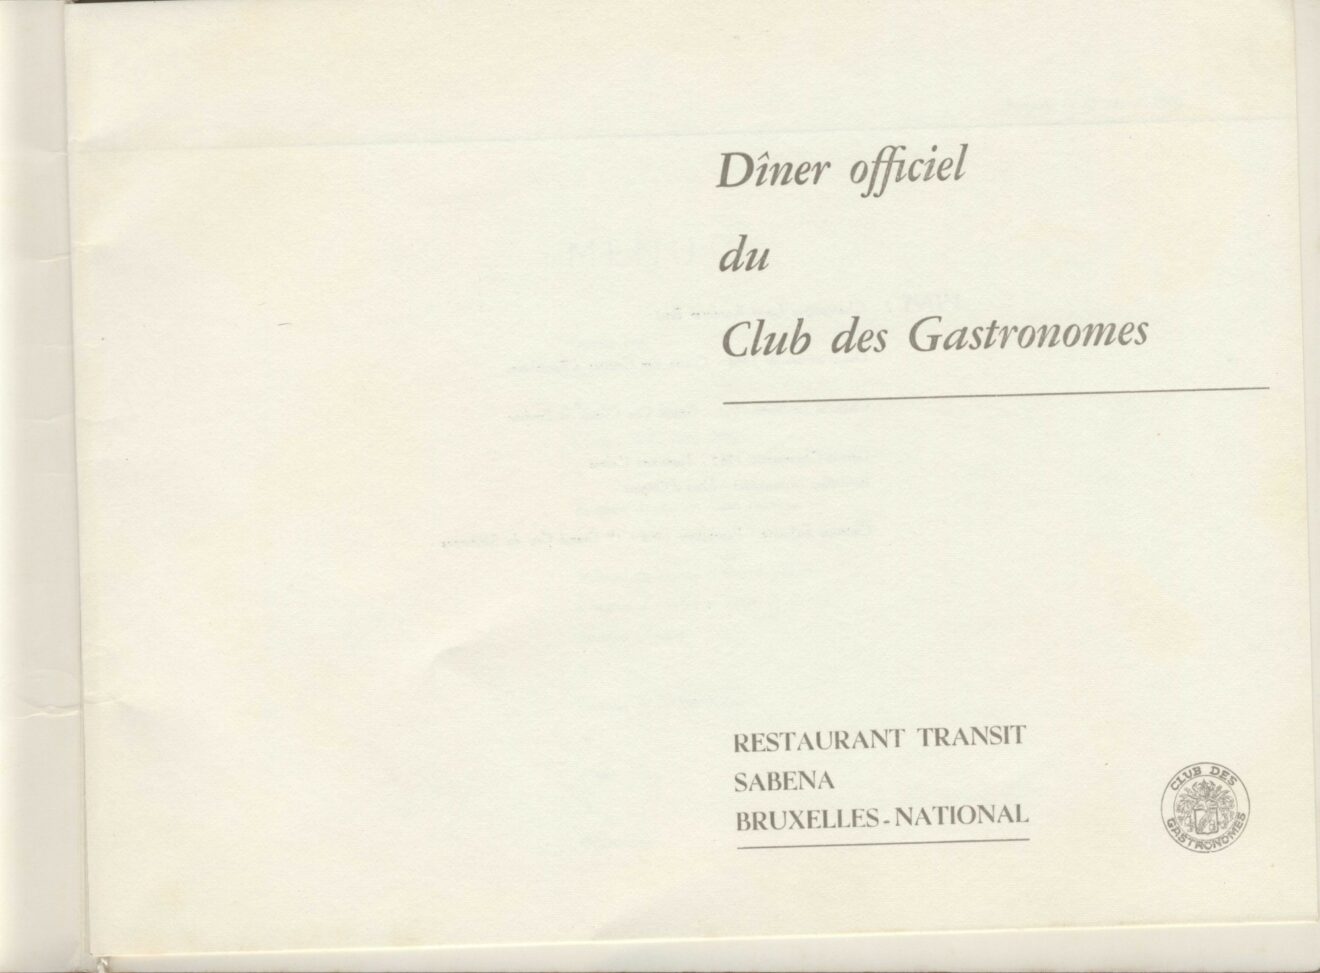 Dîner officiel
du
Club des Gastronomes
RESTAURANT TRANSIT
SABENA
BRUXELLES-NATIONAL
CLUB DES
GASTRONOMES